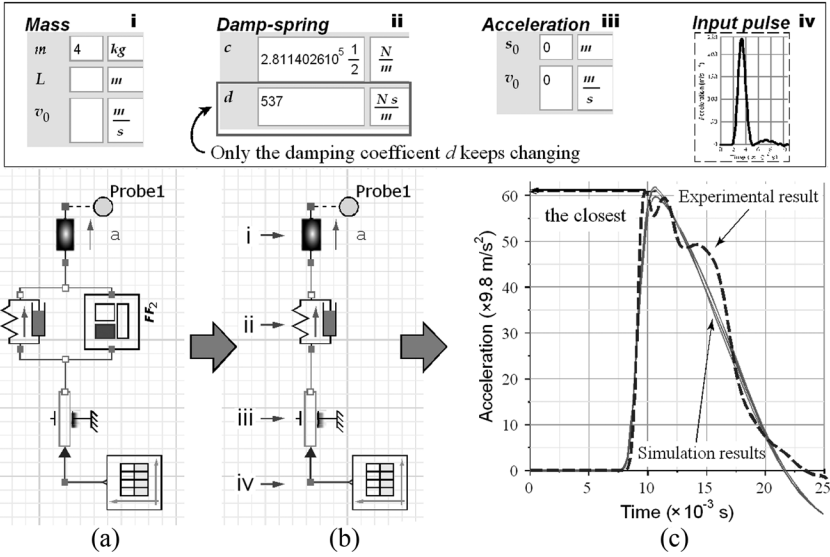 Mass i
m 4 kg
L m
v0 m/s
Damp-spring ii
c 2.811402610^5 1/2 N/m
d 537 N s/m
Only the damping coefficent d keeps changing
Acceleration iii
s0 0 m
v0 0 m/s
Input pulse iv
Probe1
a
FF2
(a)
Probe1
a
i
ii
iii
iv
(b)
Acceleration (×9.8 m/s²)
60
50
40
30
20
10
0
the closest
Experimental result
Simulation results
0 5 10 15 20 25
Time (×10⁻³ s)
(c)